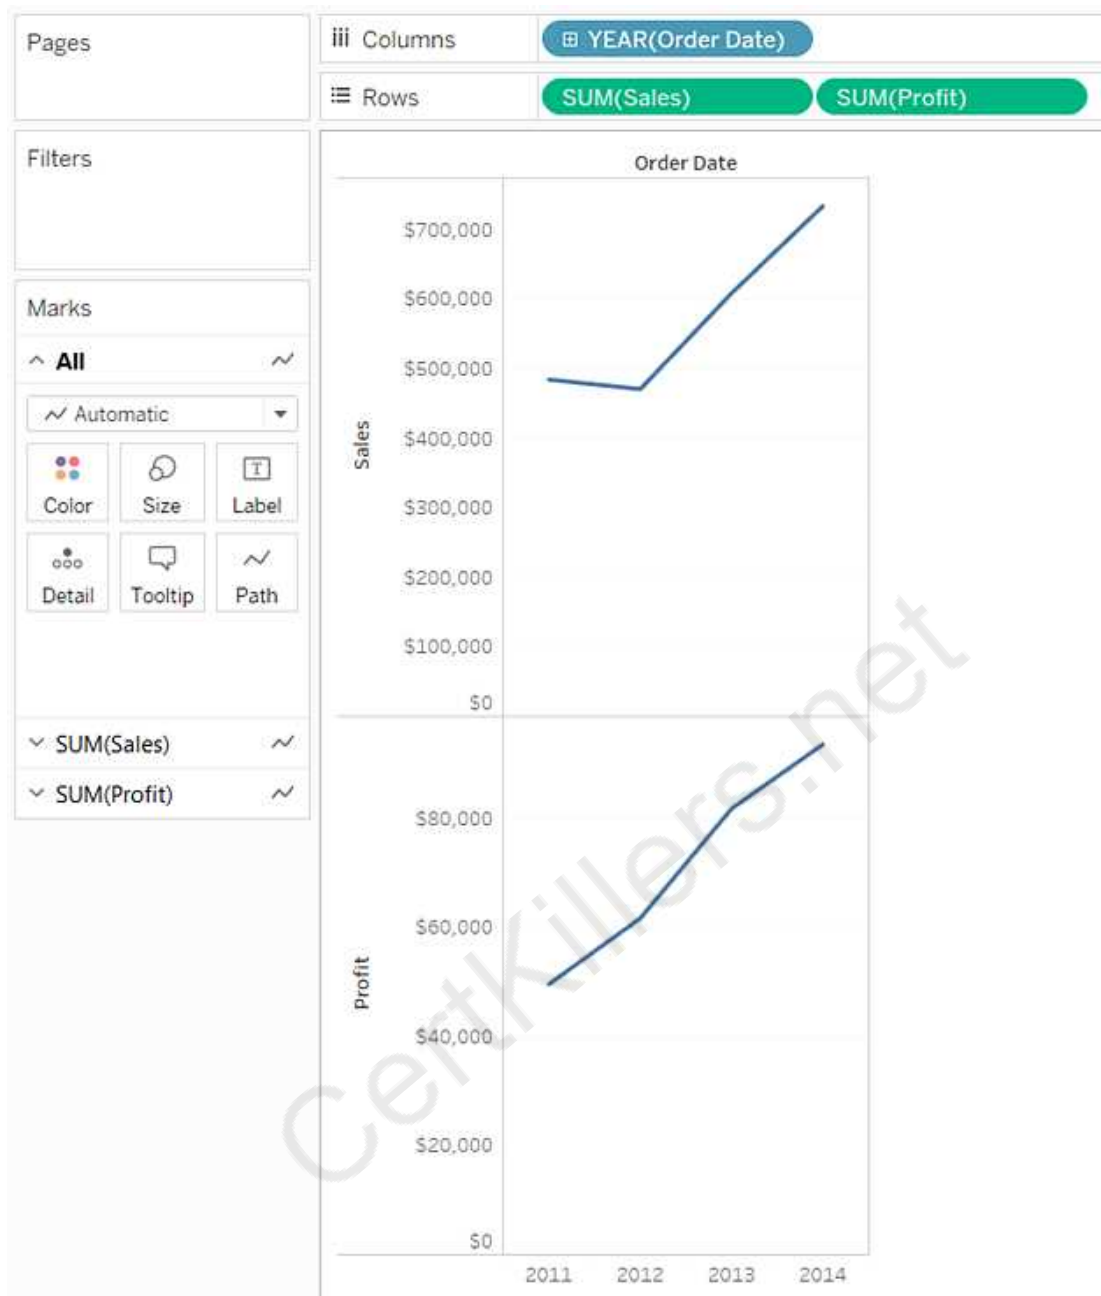 Pages
Columns
YEAR(Order Date)
Rows
SUM(Sales)
SUM(Profit)
Filters
Marks
All
Automatic
Color
Size
Label
Detail
Tooltip
Path
SUM(Sales)
SUM(Profit)
Order Date
Sales
$700,000
$600,000
$500,000
$400,000
$300,000
$200,000
$100,000
$0
Profit
$80,000
$60,000
$40,000
$20,000
$0
2011 2012 2013 2014
CertKillers.net